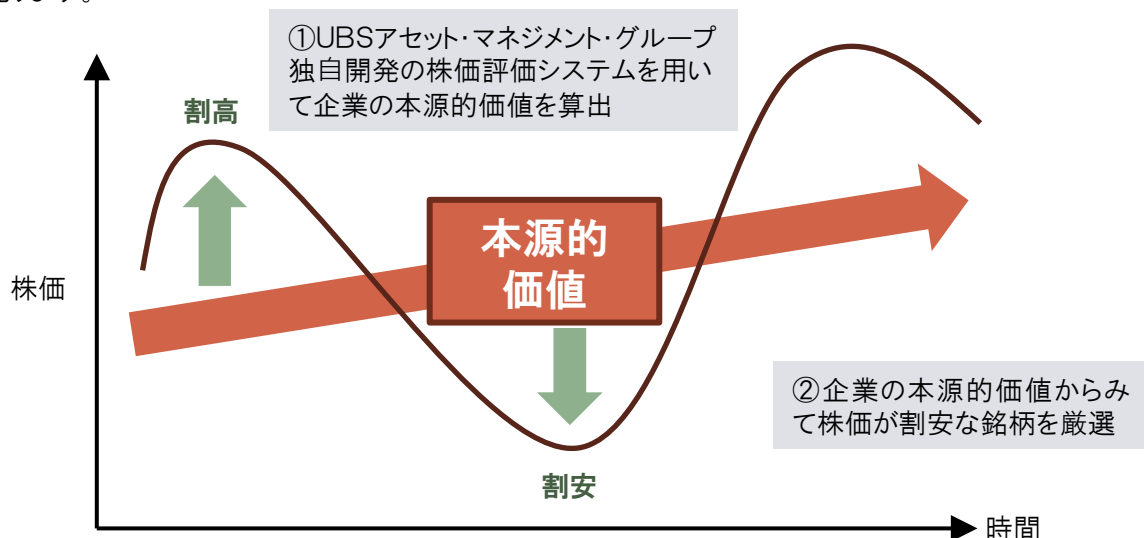 ①UBSアセット・マネジメント・グループ
独自開発の株価評価システムを用い
て企業の本源的価値を算出
割高
本源的
価値
株価
②企業の本源的価値からみ
て株価が割安な銘柄を厳選
割安
時間